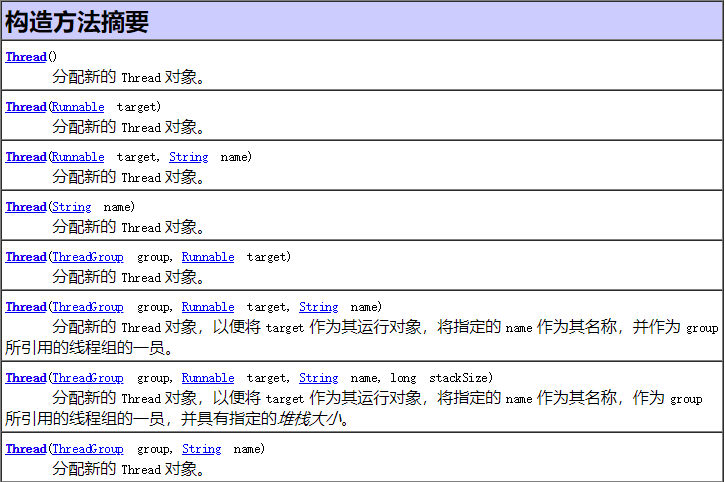 构造方法摘要
Thread()
分配新的 Thread 对象。
Thread(Runnable target)
分配新的 Thread 对象。
Thread(Runnable target, String name)
分配新的 Thread 对象。
Thread(String name)
分配新的 Thread 对象。
Thread(ThreadGroup group, Runnable target)
分配新的 Thread 对象。
Thread(ThreadGroup group, Runnable target, String name)
分配新的 Thread 对象，以便将 target 作为其运行对象，将指定的 name 作为其名称，并作为 group
所引用的线程组的一员。
Thread(ThreadGroup group, Runnable target, String name, long stackSize)
分配新的 Thread 对象，以便将 target 作为其运行对象，将指定的 name 作为其名称，作为 group
所引用的线程组的一员，并具有指定的堆栈大小。
Thread(ThreadGroup group, String name)
分配新的 Thread 对象。